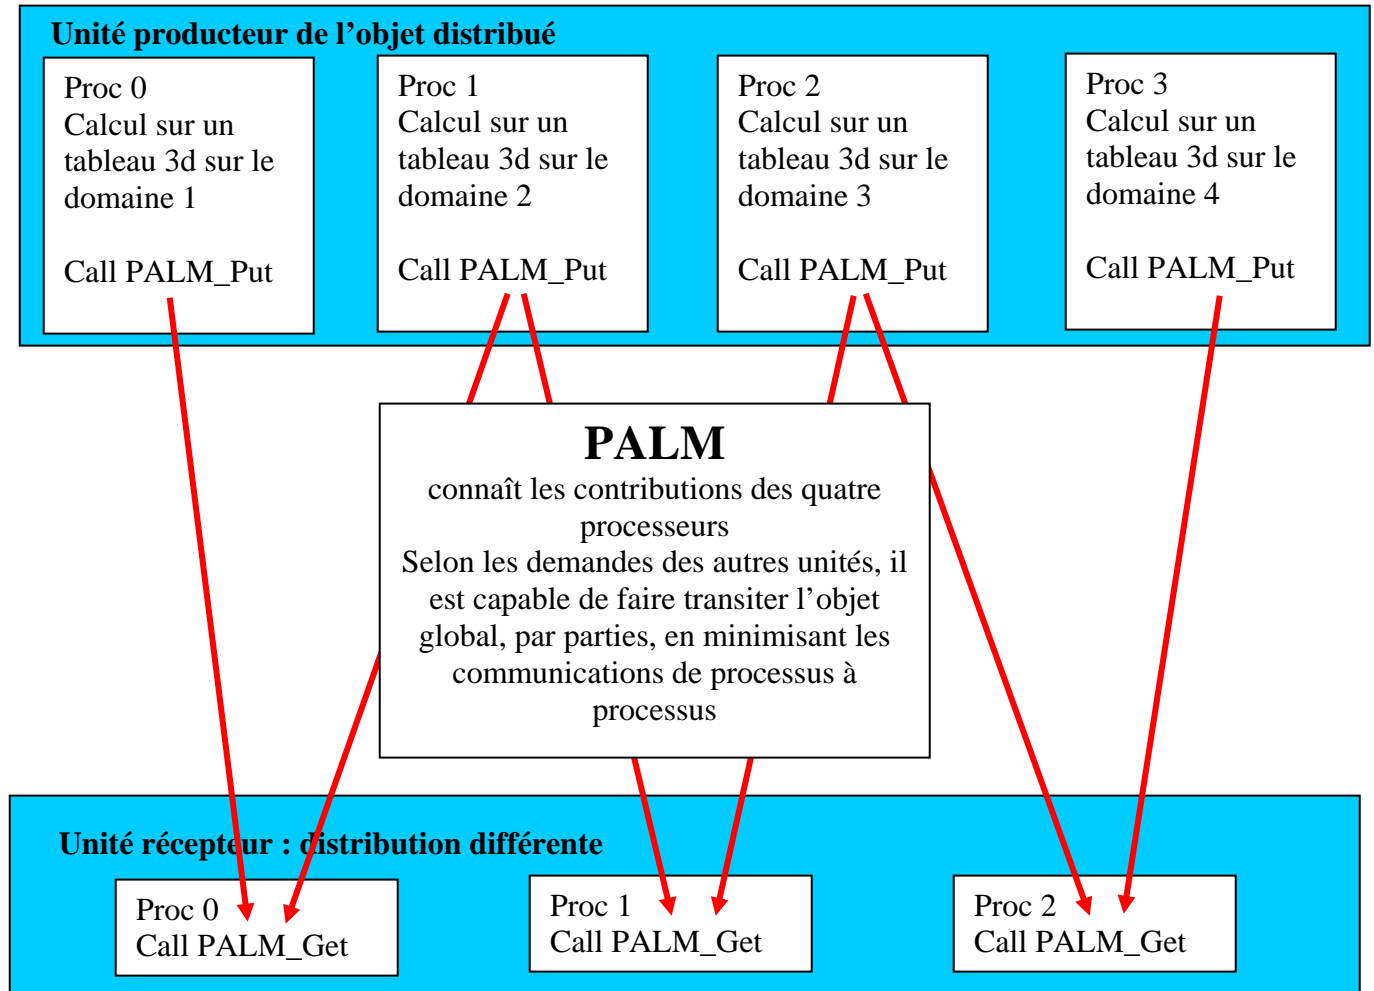 Unité producteur de l’objet distribué
Proc 0
Calcul sur un
tableau 3d sur le
domaine 1
Call PALM_Put
Proc 1
Calcul sur un
tableau 3d sur le
domaine 2
Call PALM_Put
Proc 2
Calcul sur un
tableau 3d sur le
domaine 3
Call PALM_Put
Proc 3
Calcul sur un
tableau 3d sur le
domaine 4
Call PALM_Put
PALM
connaît les contributions des quatre
processeurs
Selon les demandes des autres unités, il
est capable de faire transiter l’objet
global, par parties, en minimisant les
communications de processus à
processus
Unité récepteur : distribution différente
Proc 0
Call PALM_Get
Proc 1
Call PALM_Get
Proc 2
Call PALM_Get